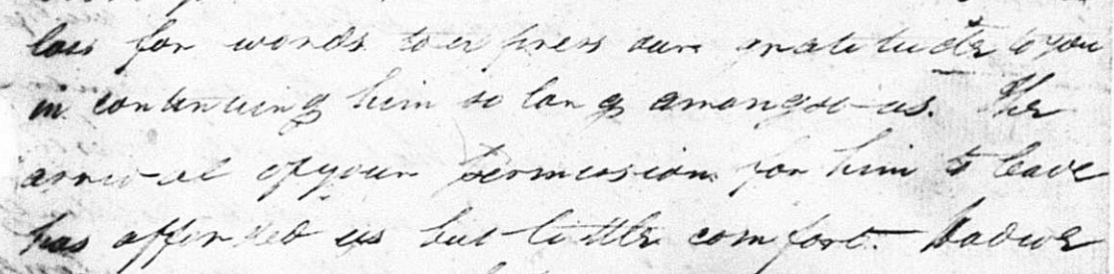 loss for words to express our gratitude to you
in continuing him so long amongst us. The
arrival of your permission for him to leave
has afforded us but little comfort. Had we